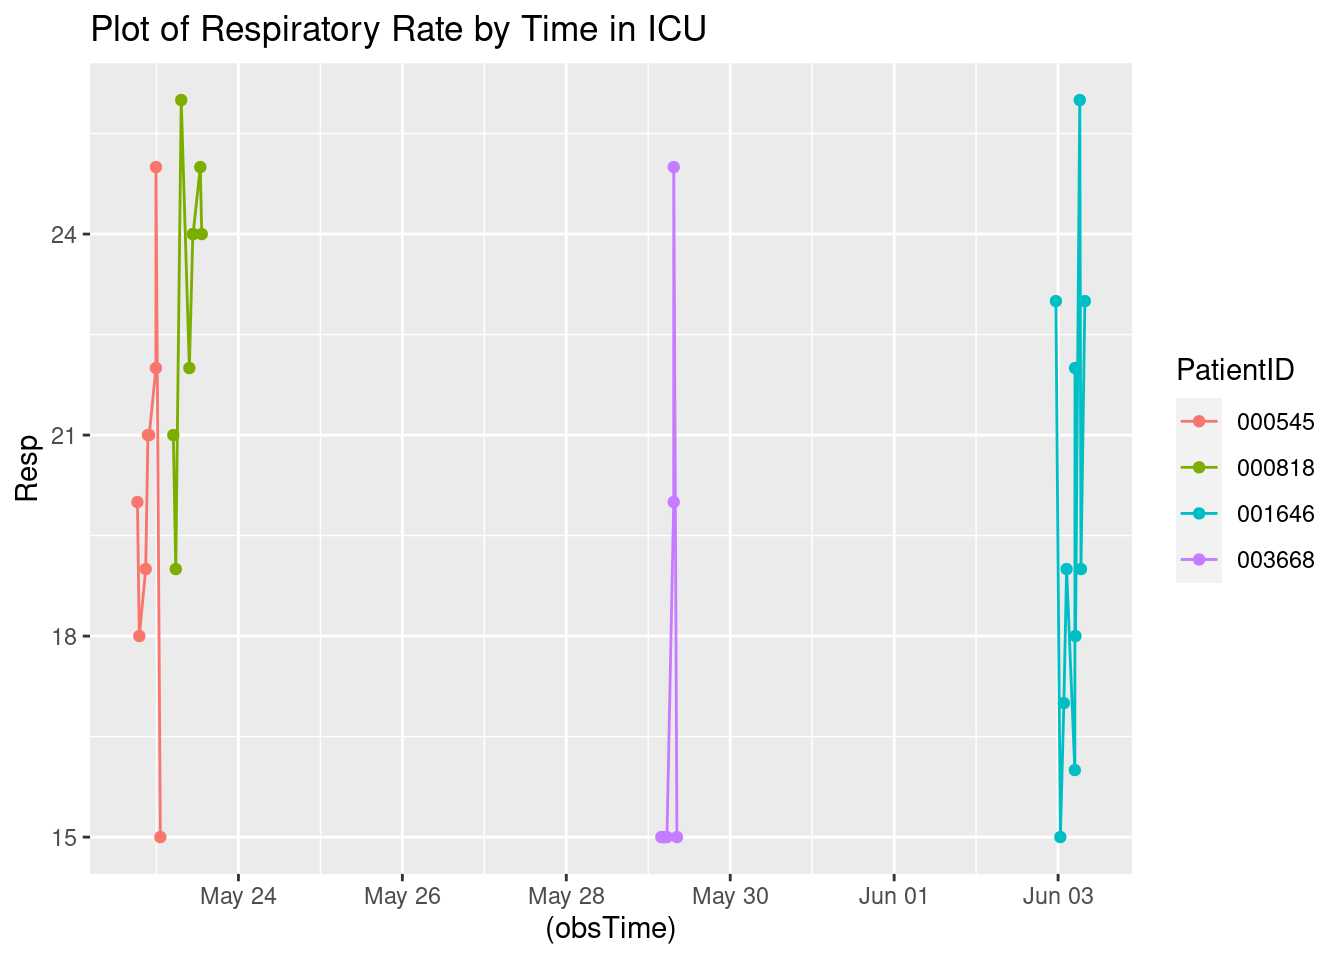 Plot of Respiratory Rate by Time in ICU
Resp
24
21
18
15
May 24
May 26
May 28
May 30
Jun 01
Jun 03
(obsTime)
PatientID
000545
000818
001646
003668